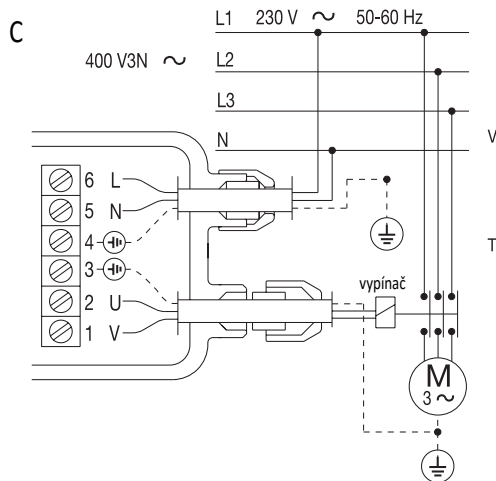 C
L1 230 V ~ 50-60 Hz
400 V3N ~ L2
L3
N
V
6 L
5 N
4
T
3
vypínač
2 U
1 V
M
3 ~